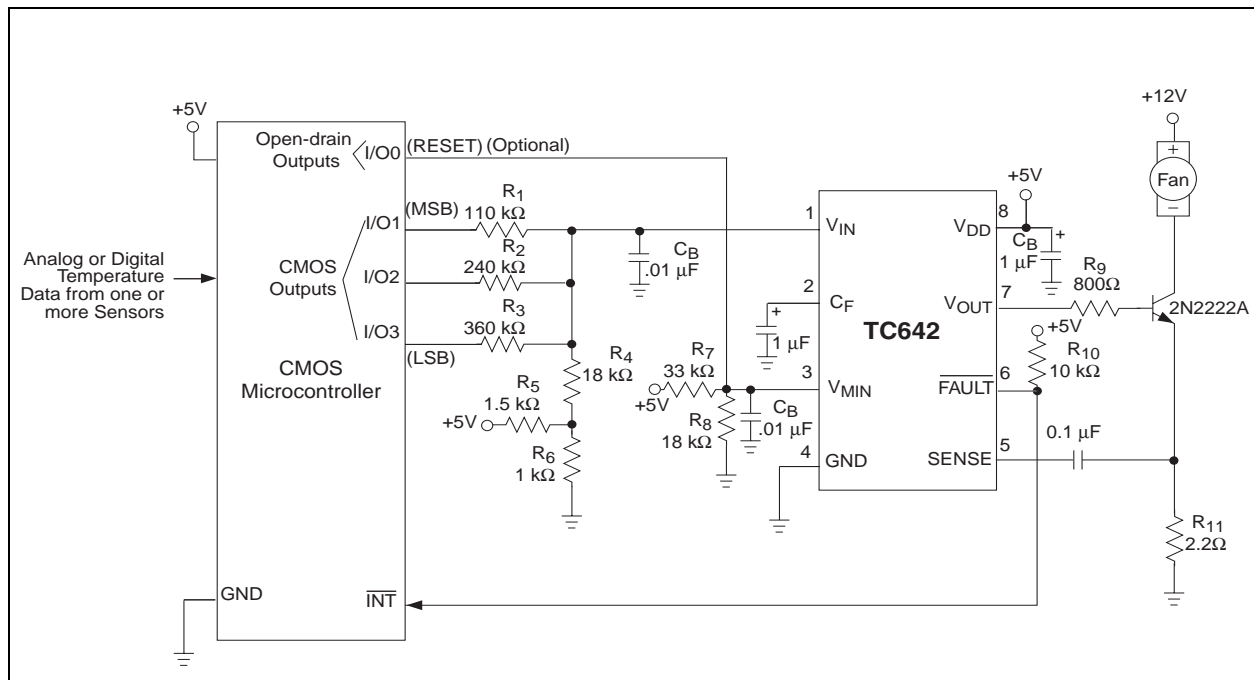 +5V
Open-drain
Outputs
I/O0
(RESET) (Optional)
I/O1
(MSB)
R1
110 kΩ
CMOS
Outputs
I/O2
R2
240 kΩ
I/O3
R3
360 kΩ
(LSB)
Analog or Digital
Temperature
Data from one or
more Sensors
CMOS
Microcontroller
GND
INT
CB
.01 µF
R4
18 kΩ
R5
1.5 kΩ
+5V
R6
1 kΩ
R7
33 kΩ
+5V
R8
18 kΩ
CB
.01 µF
1 µF
1
VIN
2
CF
3
VMIN
4
GND
TC642
8
VDD
7
VOUT
6
FAULT
5
SENSE
+5V
CB
+
1 µF
+
R9
800Ω
+5V
R10
10 kΩ
0.1 µF
+12V
+
Fan
–
2N2222A
R11
2.2Ω